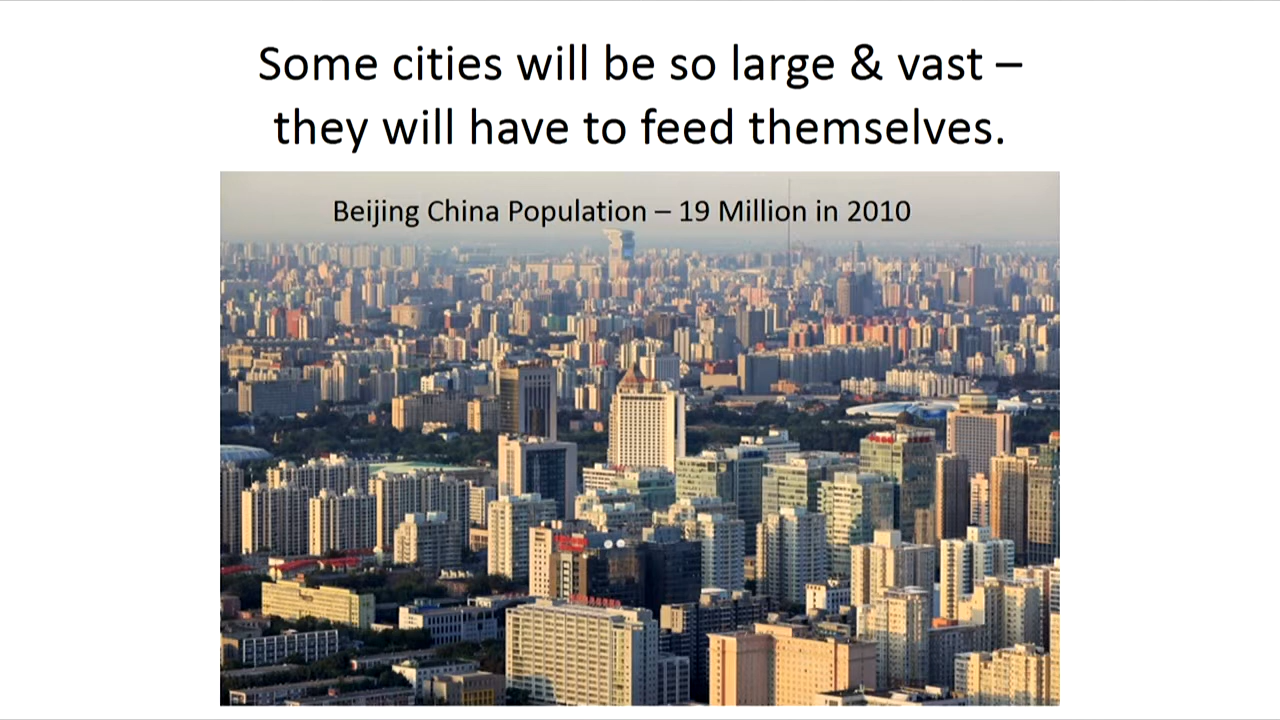 Some cities will be so large & vast –
they will have to feed themselves.
Beijing China Population – 19 Million in 2010